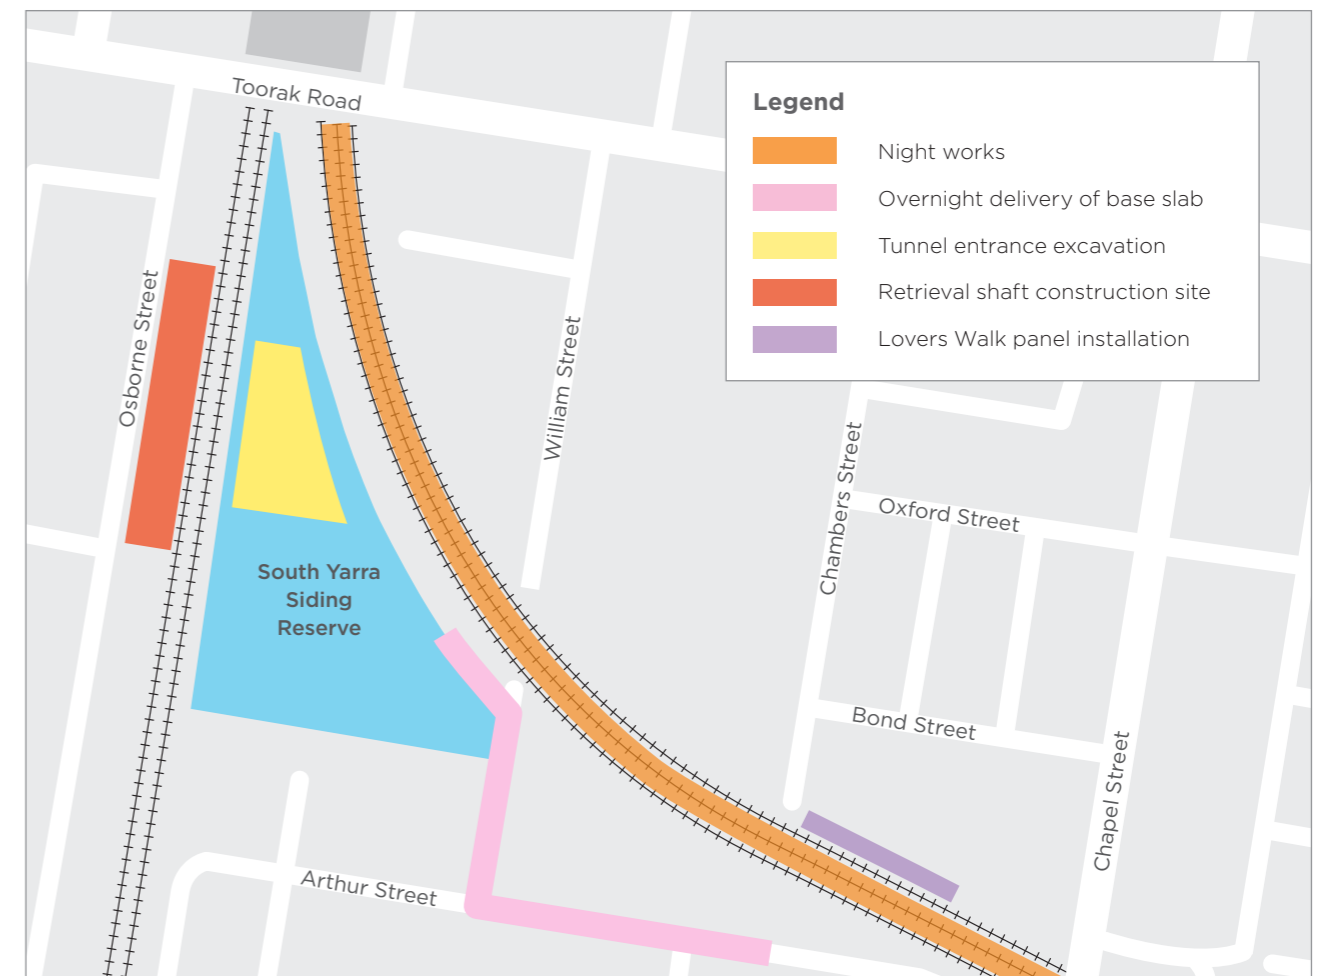 Toorak Road
Legend
Night works
Overnight delivery of base slab
Tunnel entrance excavation
Retrieval shaft construction site
Lovers Walk panel installation
Osborne Street
William Street
Chambers Street
Oxford Street
South Yarra
Siding
Reserve
Bond Street
Chapel Street
Arthur Street